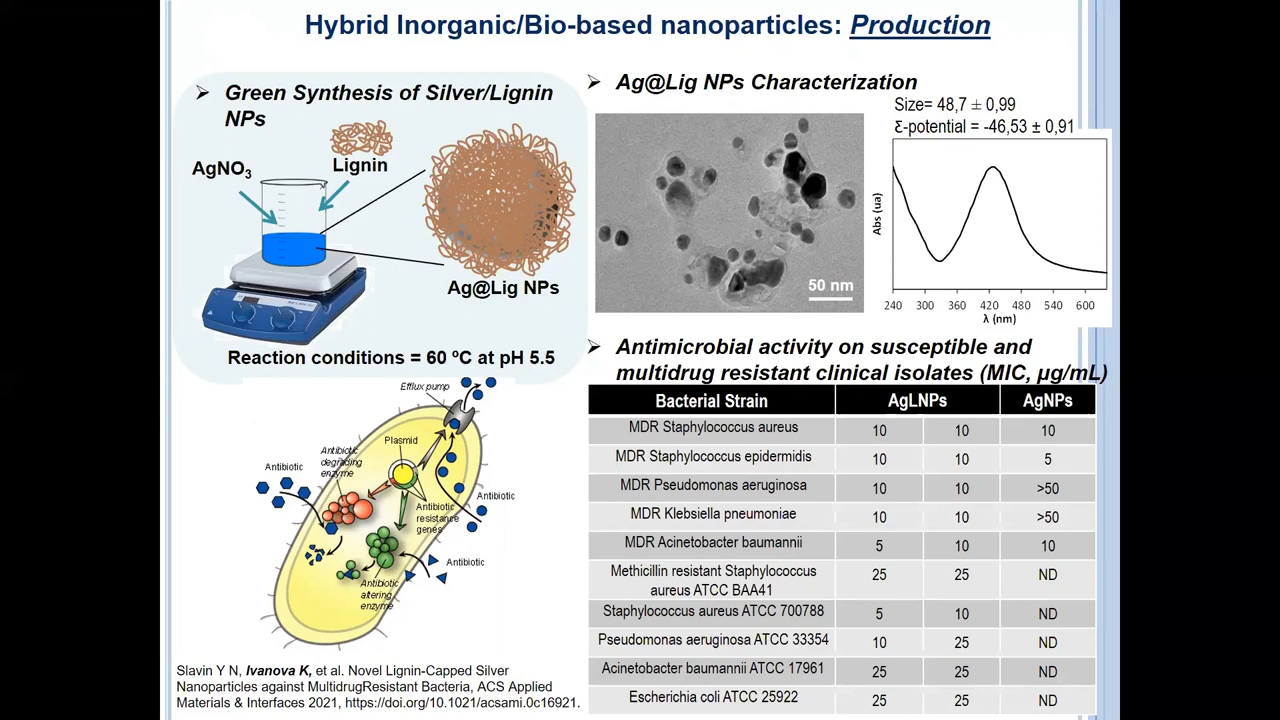 Hybrid Inorganic/Bio-based nanoparticles: Production
➢ Green Synthesis of Silver/Lignin
NPs
AgNO₃
Lignin
Ag@Lig NPs
Reaction conditions = 60 ºC at pH 5.5
➢ Ag@Lig NPs Characterization
Size= 48,7 ± 0,99
Ƹ-potential = -46,53 ± 0,91
50 nm
Abs (ua)
240 300 360 420 480 540 600
λ (nm)
➢ Antimicrobial activity on susceptible and
multidrug resistant clinical isolates (MIC, µg/mL)
Bacterial Strain AgLNPs AgNPs
MDR Staphylococcus aureus 10 10 10
MDR Staphylococcus epidermidis 10 10 5
MDR Pseudomonas aeruginosa 10 10 >50
MDR Klebsiella pneumoniae 10 10 >50
MDR Acinetobacter baumannii 5 10 10
Methicillin resistant Staphylococcus
aureus ATCC BAA41 25 25 ND
Staphylococcus aureus ATCC 700788 5 10 ND
Pseudomonas aeruginosa ATCC 33354 10 25 ND
Acinetobacter baumannii ATCC 17961 25 25 ND
Escherichia coli ATCC 25922 25 25 ND
Efflux pump
Plasmid
Antibiotic
degrading
enzyme
Antibiotic
Antibiotic
Antibiotic
resistance
genes
Antibiotic
Antibiotic
altering
enzyme
Slavin Y N, Ivanova K, et al. Novel Lignin-Capped Silver
Nanoparticles against MultidrugResistant Bacteria, ACS Applied
Materials & Interfaces 2021, https://doi.org/10.1021/acsami.0c16921.